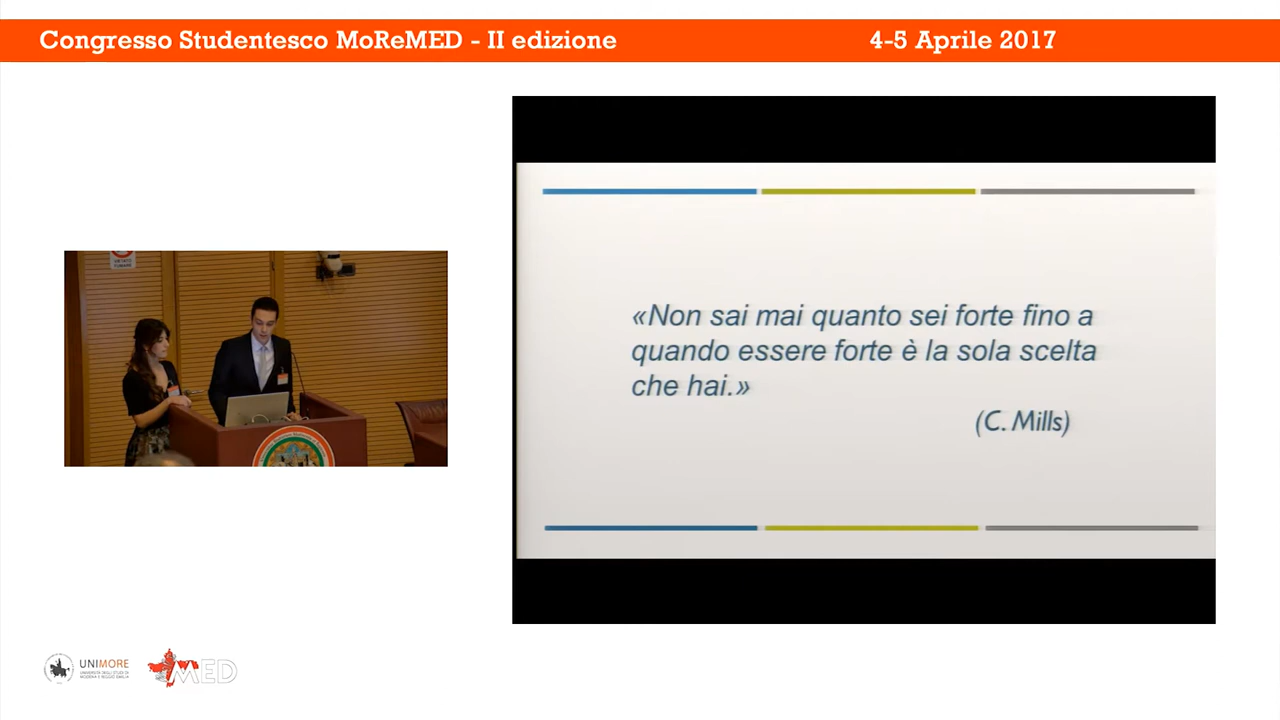 Congresso Studentesco MoReMED - II edizione 4-5 Aprile 2017
«Non sai mai quanto sei forte fino a
quando essere forte è la sola scelta
che hai.»
(C. Mills)
UNIMORE
UNIVERSITÀ DEGLI STUDI DI
MODENA E REGGIO EMILIA
MED